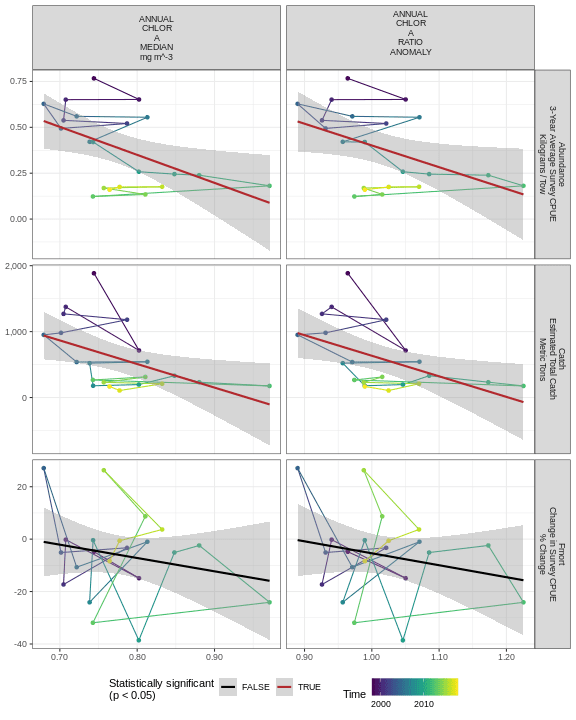 ANNUAL
CHLOR
A
MEDIAN
mg m^-3
ANNUAL
CHLOR
A
RATIO
ANOMALY
0.75
0.50
0.25
0.00
Abundance
3-Year Average Survey CPUE
Kilograms / Tow
2,000
1,000
0
Catch
Estimated Total Catch
Metric Tons
20
0
-20
-40
Fmort
Change in Survey CPUE
% Change
0.70
0.80
0.90
0.90
1.00
1.10
1.20
Statistically significant
(p < 0.05)
FALSE
TRUE
Time
2000
2010